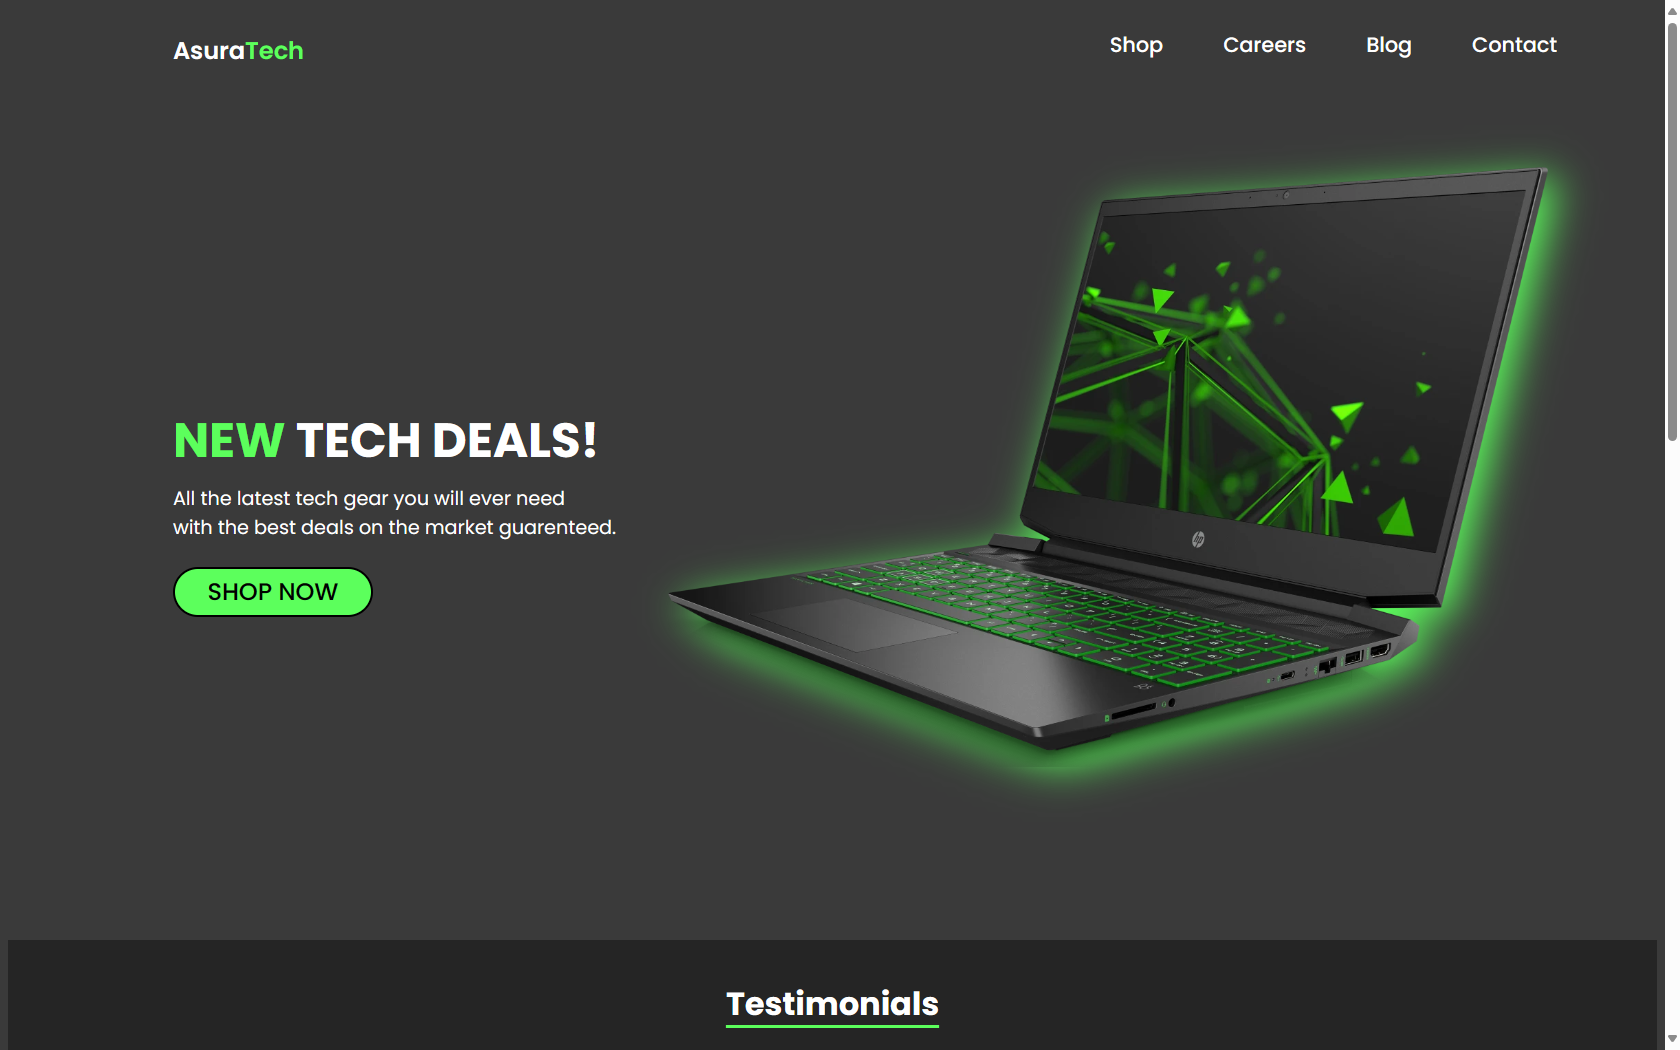 AsuraTech
Shop Careers Blog Contact
NEW TECH DEALS!
All the latest tech gear you will ever need
with the best deals on the market guarenteed.
SHOP NOW
hp
Testimonials